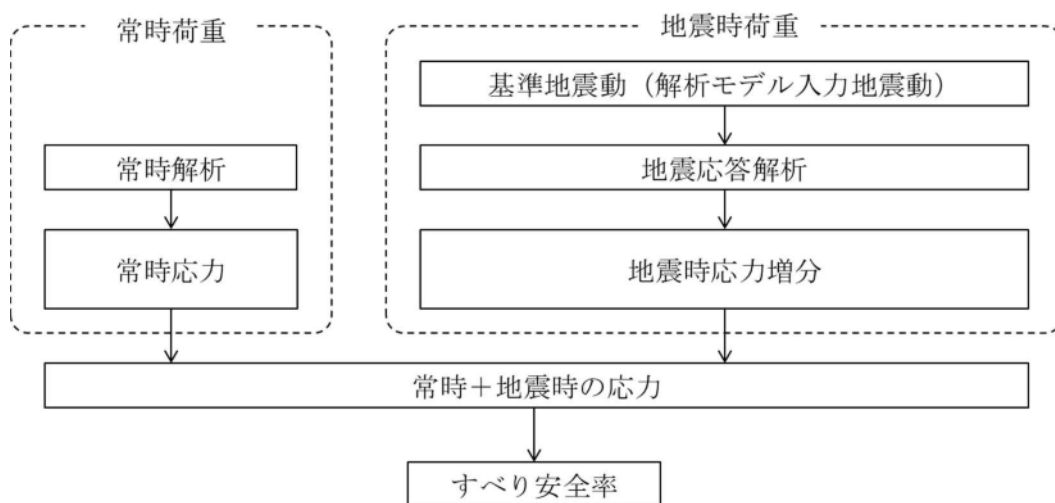 常時荷重
常時解析
常時応力
地震時荷重
基準地震動（解析モデル入力地震動）
地震応答解析
地震時応力増分
常時＋地震時の応力
すべり安全率